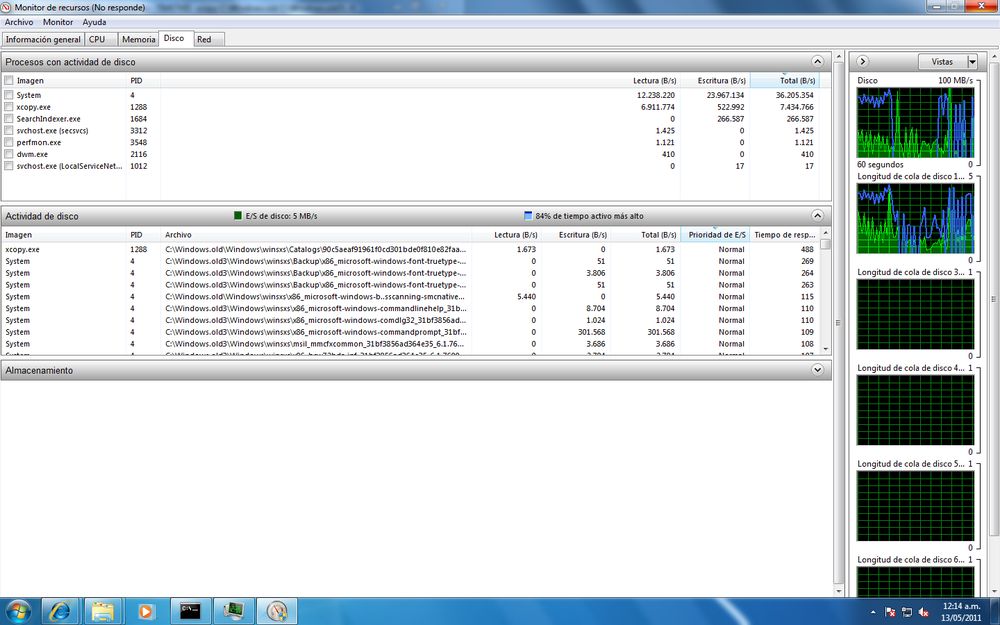 Monitor de recursos (No responde)
Archivo Monitor Ayuda
Información general CPU Memoria Disco Red
Procesos con actividad de disco
Imagen PID Lectura (B/s) Escritura (B/s) Total (B/s)
System 4 12.238.220 23.967.134 36.205.354
xcopy.exe 1288 6.911.774 522.992 7.434.766
SearchIndexer.exe 1684 0 266.587 266.587
svchost.exe (secsvcs) 3312 1.425 0 1.425
perfmon.exe 3548 1.121 0 1.121
dwm.exe 2116 410 0 410
svchost.exe (LocalServiceNet... 1012 0 17 17
Actividad de disco E/S de disco: 5 MB/s 84% de tiempo activo más alto
Imagen PID Archivo Lectura (B/s) Escritura (B/s) Total (B/s) Prioridad de E/S Tiempo de resp...
xcopy.exe 1288 C:\Windows.old\Windows\winsxs\Catalogs\90c5aeaf91961f0cd301bde0f810e82faa... 1.673 0 1.673 Normal 488
System 4 C:\Windows.old3\Windows\winsxs\Backup\x86_microsoft-windows-font-truetype-... 0 51 51 Normal 269
System 4 C:\Windows.old3\Windows\winsxs\Backup\x86_microsoft-windows-font-truetype-... 0 3.806 3.806 Normal 264
System 4 C:\Windows.old3\Windows\winsxs\Backup\x86_microsoft-windows-font-truetype-... 0 51 51 Normal 263
System 4 C:\Windows.old\Windows\winsxs\x86_microsoft-windows-b..sscanning-smcnative... 5.440 0 5.440 Normal 115
System 4 C:\Windows.old3\Windows\winsxs\x86_microsoft-windows-commandlinehelp_31b... 0 8.704 8.704 Normal 110
System 4 C:\Windows.old3\Windows\winsxs\x86_microsoft-windows-comdlg32_31bf3856ad... 0 1.024 1.024 Normal 110
System 4 C:\Windows.old3\Windows\winsxs\x86_microsoft-windows-commandprompt_31bf... 0 301.568 301.568 Normal 109
System 4 C:\Windows.old3\Windows\winsxs\msil_mmcfxcommon_31bf3856ad364e35_6.1.76... 0 3.686 3.686 Normal 108
Almacenamiento
Vistas
Disco 100 MB/s
60 segundos 0
Longitud de cola de disco 1... 5
0
Longitud de cola de disco 3... 1
0
Longitud de cola de disco 4... 1
0
Longitud de cola de disco 5... 1
0
Longitud de cola de disco 6... 1
12:14 a.m.
13/05/2011